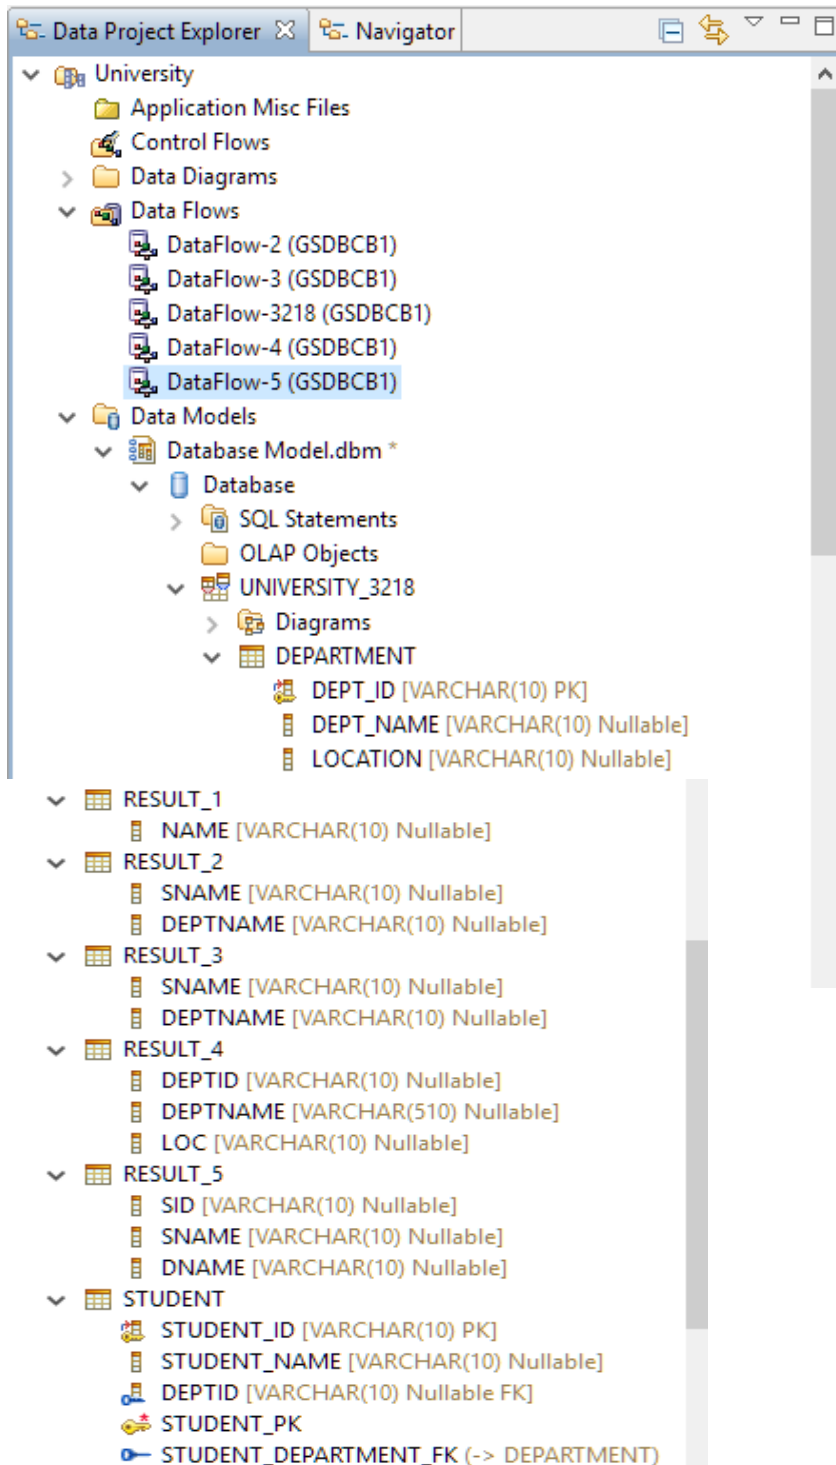 Data Project Explorer Navigator
University
Application Misc Files
Control Flows
Data Diagrams
Data Flows
DataFlow-2 (GSDBCB1)
DataFlow-3 (GSDBCB1)
DataFlow-3218 (GSDBCB1)
DataFlow-4 (GSDBCB1)
DataFlow-5 (GSDBCB1)
Data Models
Database Model.dbm *
Database
SQL Statements
OLAP Objects
UNIVERSITY_3218
Diagrams
DEPARTMENT
DEPT_ID [VARCHAR(10) PK]
DEPT_NAME [VARCHAR(10) Nullable]
LOCATION [VARCHAR(10) Nullable]
RESULT_1
NAME [VARCHAR(10) Nullable]
RESULT_2
SNAME [VARCHAR(10) Nullable]
DEPTNAME [VARCHAR(10) Nullable]
RESULT_3
SNAME [VARCHAR(10) Nullable]
DEPTNAME [VARCHAR(10) Nullable]
RESULT_4
DEPTID [VARCHAR(10) Nullable]
DEPTNAME [VARCHAR(510) Nullable]
LOC [VARCHAR(10) Nullable]
RESULT_5
SID [VARCHAR(10) Nullable]
SNAME [VARCHAR(10) Nullable]
DNAME [VARCHAR(10) Nullable]
STUDENT
STUDENT_ID [VARCHAR(10) PK]
STUDENT_NAME [VARCHAR(10) Nullable]
DEPTID [VARCHAR(10) Nullable FK]
STUDENT_PK
STUDENT_DEPARTMENT_FK (-> DEPARTMENT)